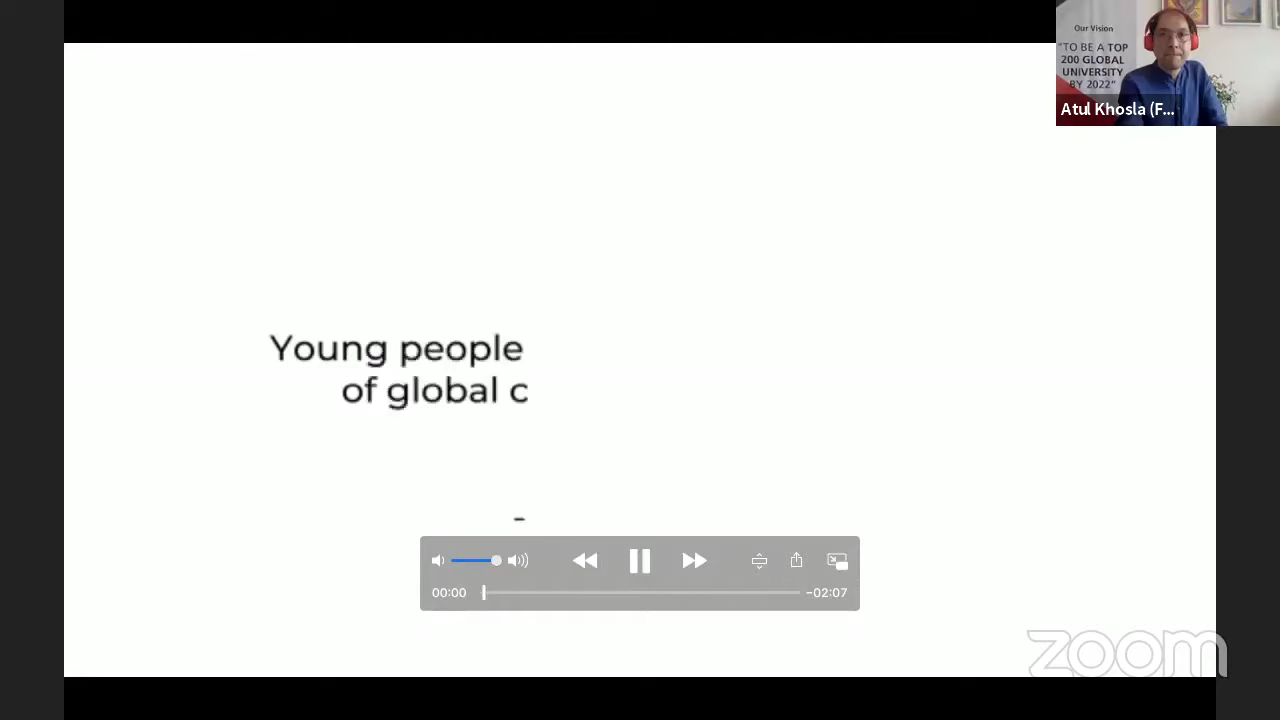 Our Vision
"TO BE A TOP
200 GLOBAL
UNIVERSITY
BY 2022"
Atul Khosla (F...
Young people
of global c
-
00:00
-02:07
zoom